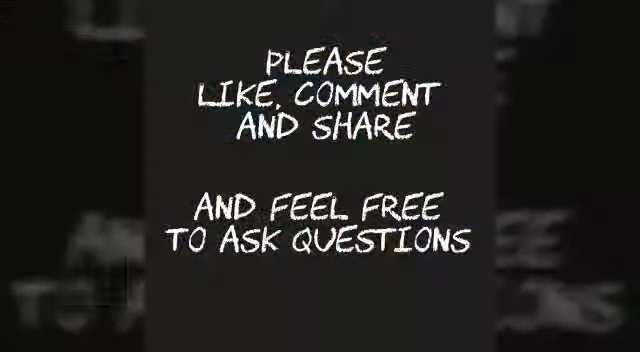 PLEASE
LIKE, COMMENT
AND SHARE
AND FEEL FREE
TO ASK QUESTIONS